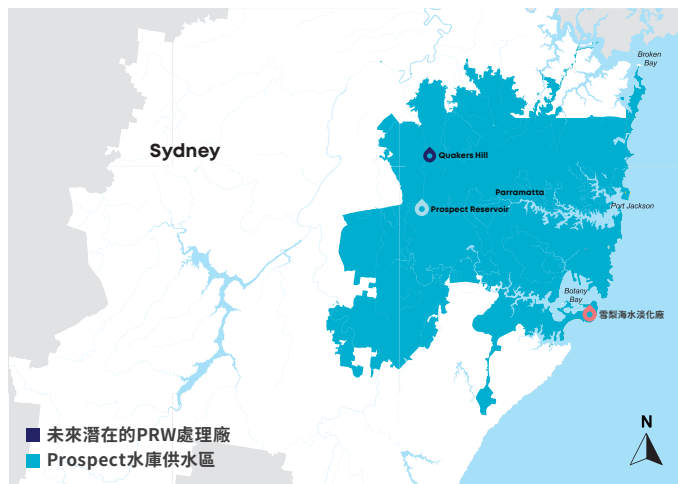 Broken
Bay
Sydney
Quakers Hill
Parramatta
Port Jackson
Prospect Reservoir
Botany
Bay
雪梨海水淡化廠
N
未來潛在的PRW處理廠
Prospect水庫供水區